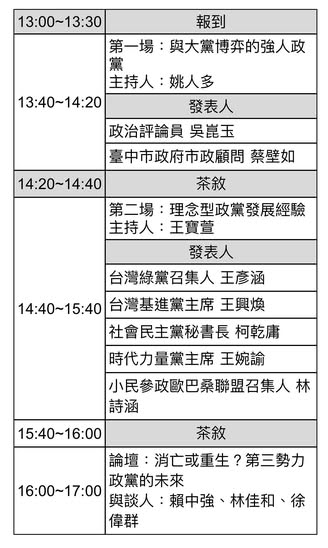 13:00~13:30 報到
13:40~14:20
第一場：與大黨博弈的強人政
黨
主持人：姚人多
發表人
政治評論員 吳崑玉
臺中市政府市政顧問 蔡壁如
14:20~14:40 茶敘
14:40~15:40
第二場：理念型政黨發展經驗
主持人：王寶萱
發表人
台灣綠黨召集人 王彥涵
台灣基進黨主席 王興煥
社會民主黨秘書長 柯乾庸
時代力量黨主席 王婉諭
小民參政歐巴桑聯盟召集人 林
詩涵
15:40~16:00 茶敘
16:00~17:00
論壇：消亡或重生？第三勢力
政黨的未來
與談人：賴中強、林佳和、徐
偉群